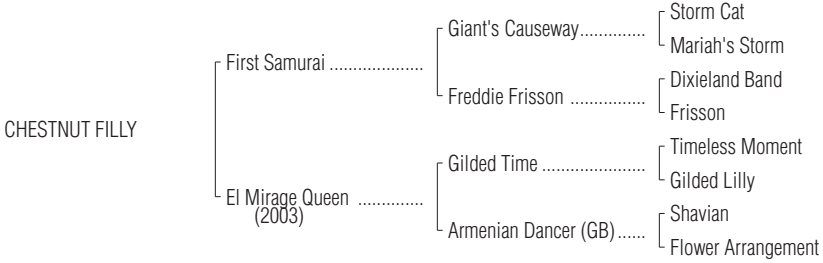 Storm Cat
Giant's Causeway..............
Mariah's Storm
First Samurai ....................
Dixieland Band
Freddie Frisson ................
Frisson
CHESTNUT FILLY
Timeless Moment
Gilded Time ......................
Gilded Lilly
El Mirage Queen ..............
(2003)
Shavian
Armenian Dancer (GB)......
Flower Arrangement